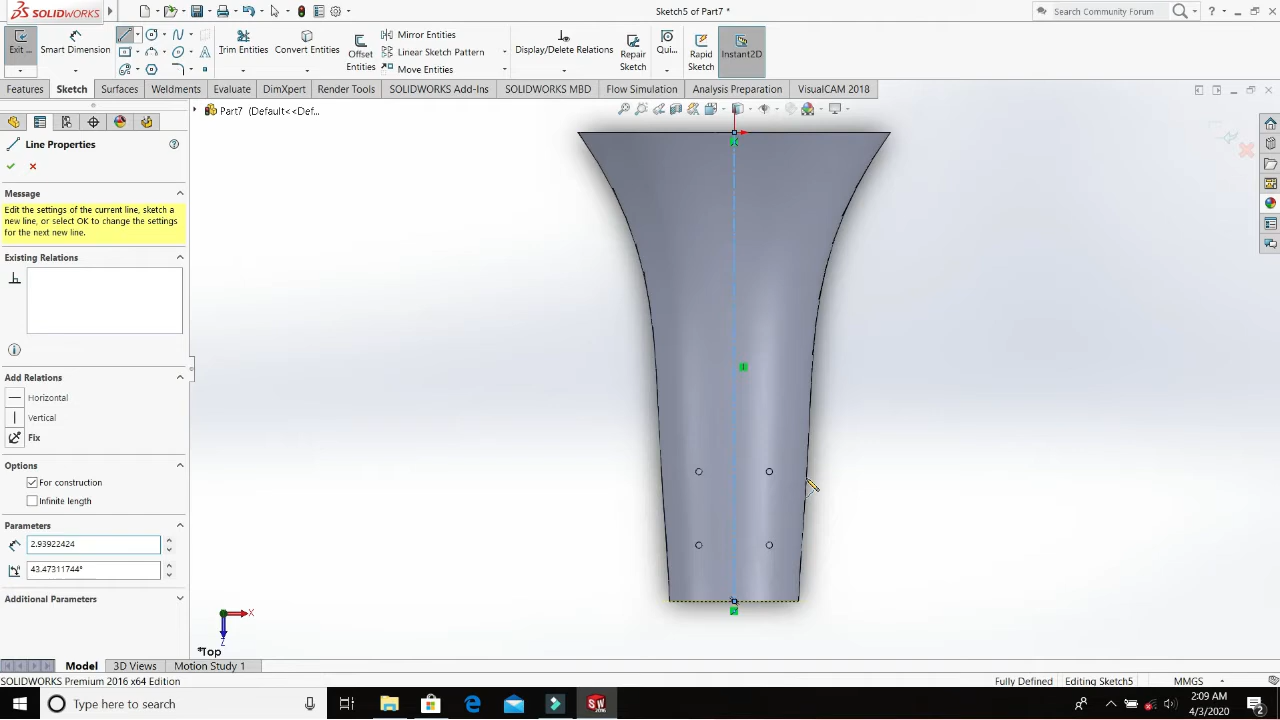 SOLIDWORKS
Sketch5 of Part7 *
Search Community Forum
Exit ...
Smart Dimension
Trim Entities
Convert Entities
Offset Entities
Mirror Entities
Linear Sketch Pattern
Move Entities
Display/Delete Relations
Repair Sketch
Qui...
Rapid Sketch
Instant2D
Features
Sketch
Surfaces
Weldments
Evaluate
DimXpert
Render Tools
SOLIDWORKS Add-Ins
SOLIDWORKS MBD
Flow Simulation
Analysis Preparation
VisualCAM 2018
Part7 (Default<<Def...
Line Properties
Message
Edit the settings of the current line, sketch a
new line, or select OK to change the settings
for the next new line.
Existing Relations
Add Relations
Horizontal
Vertical
Fix
Options
For construction
Infinite length
Parameters
2.93922424
43.47311744°
Additional Parameters
X
Z
*Top
Model
3D Views
Motion Study 1
SOLIDWORKS Premium 2016 x64 Edition
Fully Defined
Editing Sketch5
MMGS
Type here to search
2:09 AM
4/3/2020